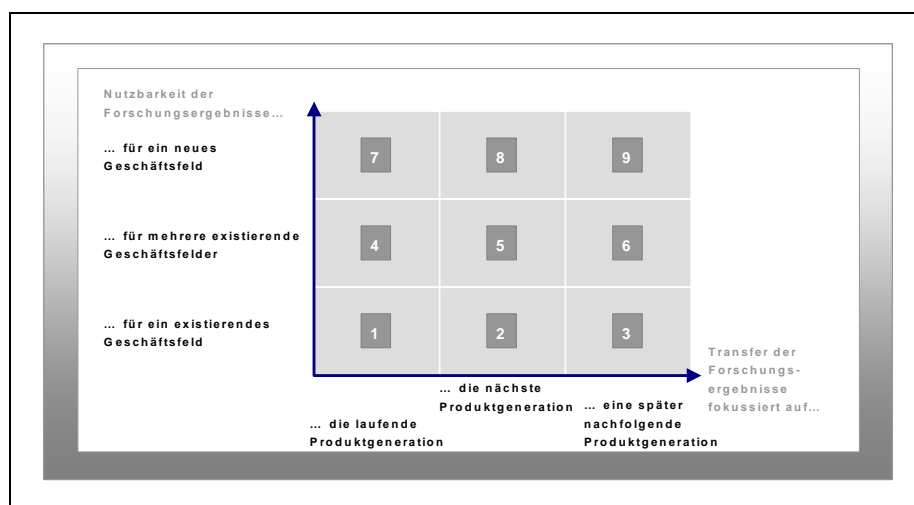 Nutzbarkeit der
Forschungsergebnisse…
… für ein neues
Geschäftsfeld
7 8 9
… für mehrere existierende
Geschäftsfelder
4 5 6
… für ein existierendes
Geschäftsfeld
1 2 3
Transfer der
Forschungs-
ergebnisse
fokussiert auf…
… die laufende
Produktgeneration
… die nächste
Produktgeneration
… eine später
nachfolgende
Produktgeneration